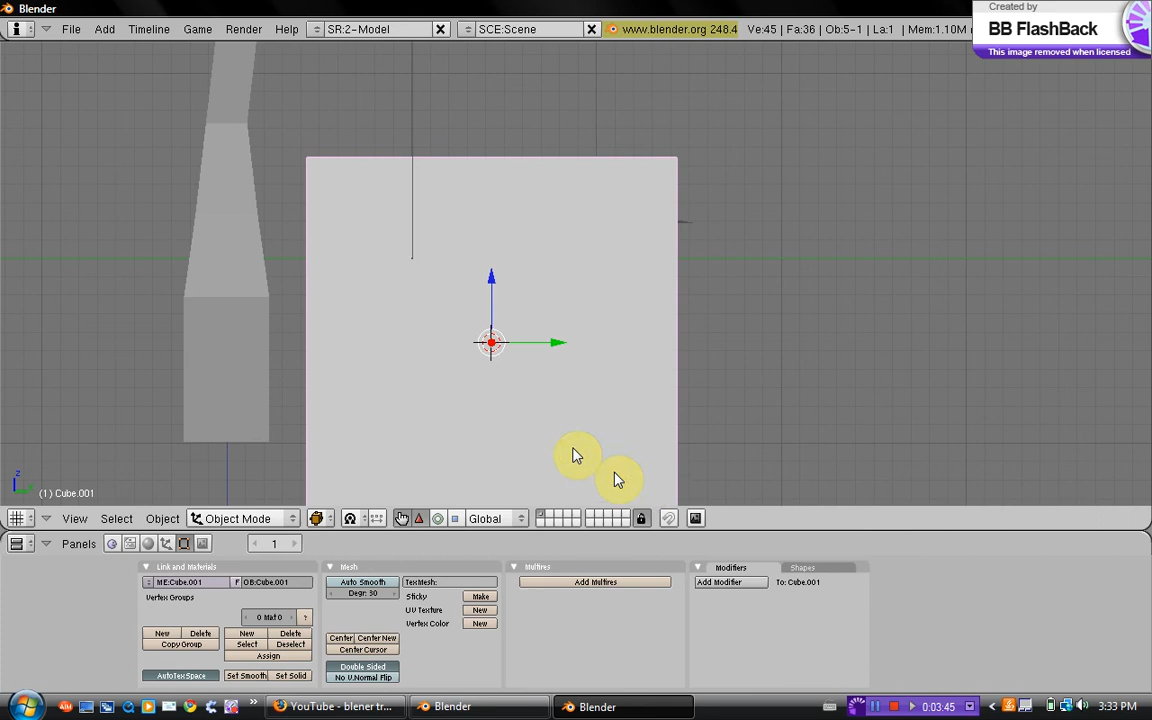 Blender
Created by
BB FlashBack
This image removed when licensed
File Add Timeline Game Render Help SR:2-Model SCE:Scene www.blender.org 248.4 Ve:45 | Fa:36 | Ob:5-1 | La:1 | Mem:1.10M
z
(1) Cube.001
View Select Object Object Mode Global
Panels 1
Link and Materials Mesh Multires Modifiers Shapes
ME:Cube.001 F OB:Cube.001 Auto Smooth TexMesh: Add Multires Add Modifier To: Cube.001
Vertex Groups Degr: 30 Sticky Make
UV Texture New
0 Mat 0 ? Vertex Color New
New Delete New Delete Center Center New
Copy Group Select Deselect Center Cursor
Assign
Double Sided
AutoTexSpace Set Smooth Set Solid No V.Normal Flip
YouTube - blener tr... Blender Blender 0:03:45 3:33 PM